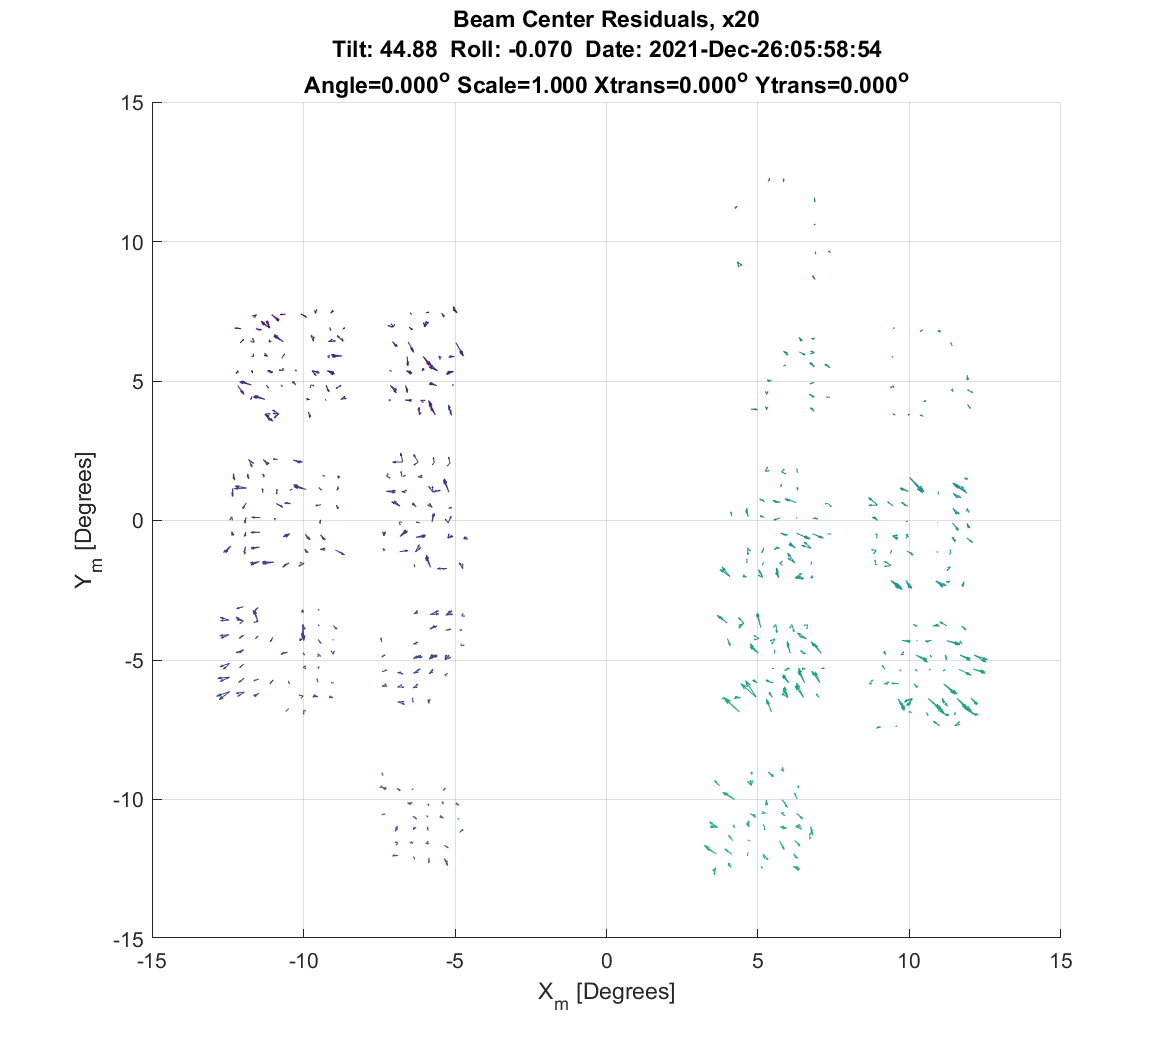 Beam Center Residuals, x20
Tilt: 44.88 Roll: -0.070 Date: 2021-Dec-26:05:58:54
Angle=0.000° Scale=1.000 Xtrans=0.000° Ytrans=0.000°
15
10
5
0
-5
-10
-15
Y_m [Degrees]
-15 -10 -5 0 5 10 15
X_m [Degrees]